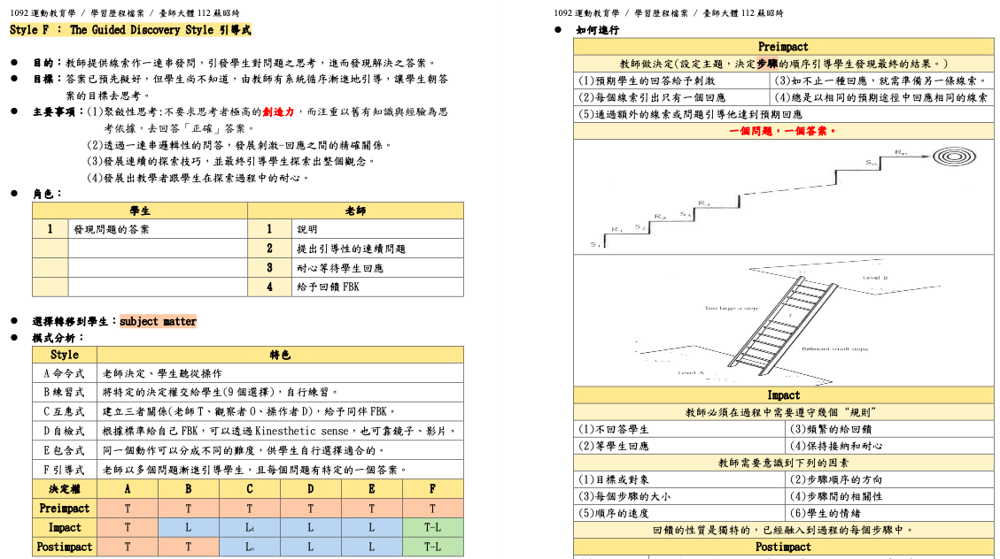 1092 運動教育學 / 學習歷程檔案 / 臺師大體 112 蘇昭綺
Style F : The Guided Discovery Style 引導式
● 目的：教師提供線索作一連串發問，引發學生對問題之思考，進而發現解決之答案。
● 目標：答案已預先擬好，但學生尚不知道，由教師有系統循序漸進地引導，讓學生朝答
案的目標去思考。
● 主要事項：(1)聚斂性思考:不要求思考者極高的創造力，而注重以舊有知識與經驗為思
考依據，去回答「正確」答案。
(2)透過一連串邏輯性的問答，發展刺激-回應之間的精確關係。
(3)發展連續的探索技巧，並最終引導學生探索出整個觀念。
(4)發展出教學者跟學生在探索過程中的耐心。
● 角色：
學生 老師
1 發現問題的答案 1 說明
2 提出引導性的連續問題
3 耐心等待學生回應
4 給予回饋 FBK
● 選擇轉移到學生：subject matter
● 模式分析：
Style 特色
A 命令式 老師決定、學生聽從操作
B 練習式 將特定的決定權交給學生(9 個選擇)，自行練習。
C 互惠式 建立三者關係(老師 T、觀察者 O、操作者 D)，給予同伴 FBK。
D 自檢式 根據標準給自己 FBK，可以透過 Kinesthetic sense，也可靠鏡子、影片。
E 包含式 同一個動作可以分成不同的難度，供學生自行選擇適合的。
F 引導式 老師以多個問題漸進引導學生，且每個問題有特定的一個答案。
決定權 A B C D E F
Preimpact T T T T T T
Impact T L Ld L L T-L
Postimpact T T Lo L L T-L
1092 運動教育學 / 學習歷程檔案 / 臺師大體 112 蘇昭綺
● 如何進行
Preimpact
教師做決定(設定主題，決定步驟的順序引導學生發現最終的結果。)
(1)預期學生的回答給予刺激 (3)如不止一種回應，就需準備另一條線索。
(2)每個線索引出只有一個回應 (4)總是以相同的預期途徑中回應相同的線索
(5)通過額外的線索或問題引導他達到預期回應
一個問題，一個答案。
S1 R1 S2 R2 S3 R3 Sn Rn
Level B
Too large a step
Relevant small steps
Level A
Impact
教師必須在過程中需要遵守幾個“規則”
(1)不回答學生 (3)頻繁的給回饋
(2)等學生回應 (4)保持接納和耐心
教師需要意識到下列的因素
(1)目標或對象 (2)步驟順序的方向
(3)每個步驟的大小 (4)步驟間的相關性
(5)順序的速度 (6)學生的情緒
回饋的性質是獨特的，已經融入到過程的每個步驟中。
Postimpact